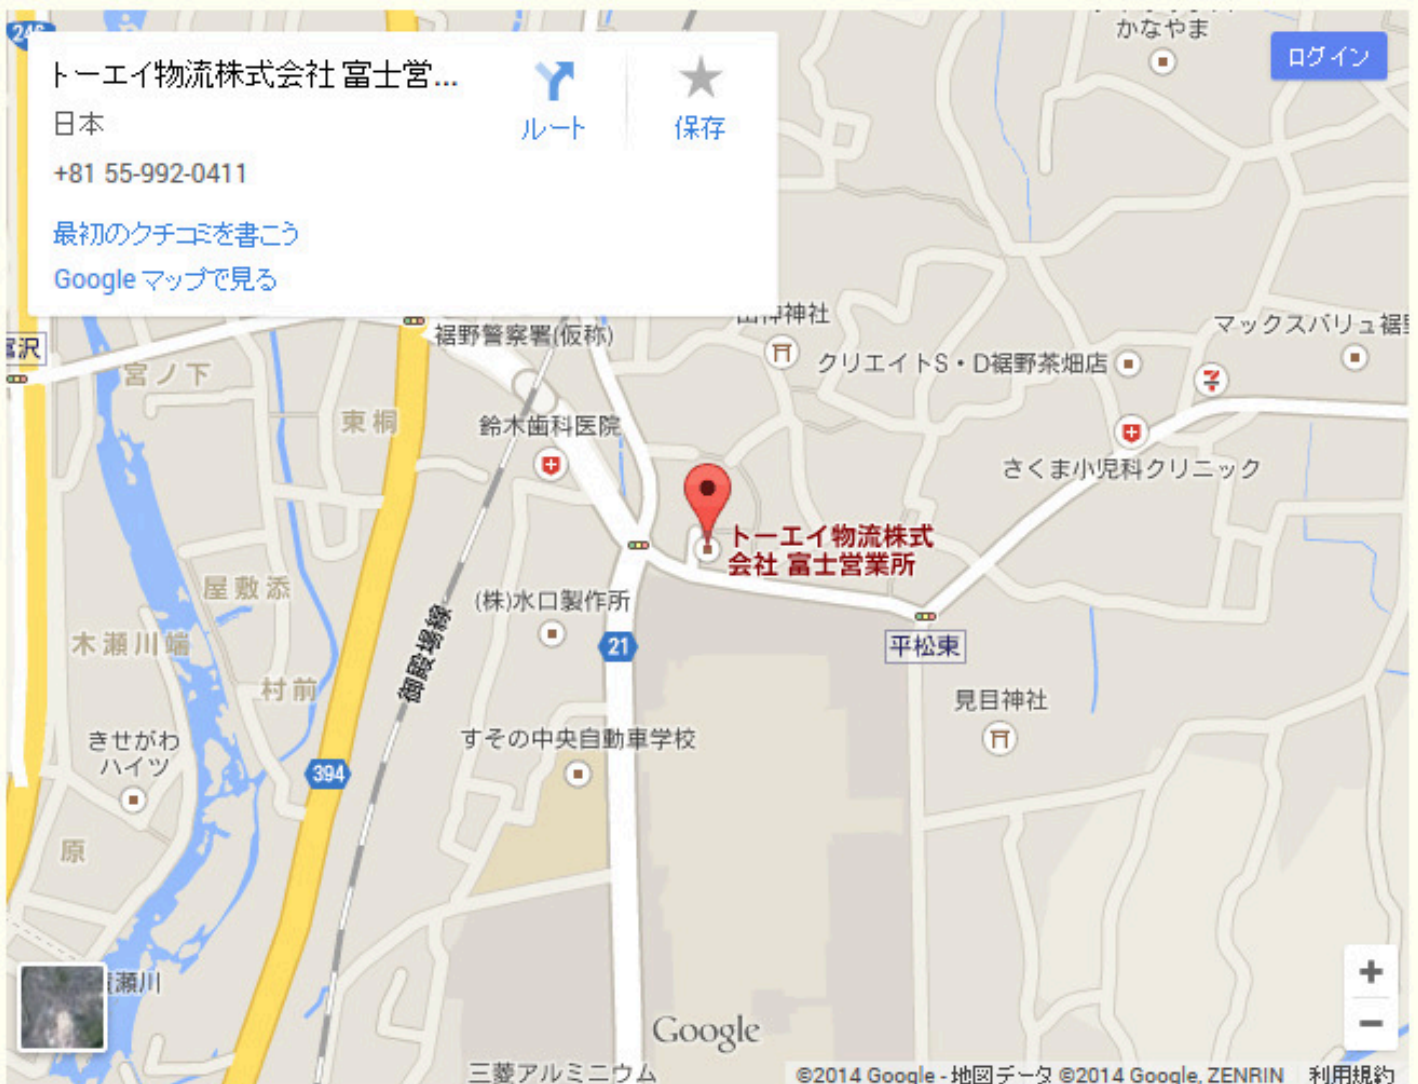 246
トーエイ物流株式会社 富士営...
日本
+81 55-992-0411
最初のクチコミを書こう
Google マップで見る
ルート
保存
ログイン
かなやま
裾野警察署(仮称)
神社
マックスバリュ裾
クリエイトS・D裾野茶畑店
宮ノ下
東桐
鈴木歯科医院
さくま小児科クリニック
トーエイ物流株式
会社 富士営業所
屋敷添
(株)水口製作所
木瀬川端
御殿場線
21
平松東
村前
見目神社
きせがわ
ハイツ
すその中央自動車学校
394
原
瀬川
Google
三菱アルミニウム
+
−
©2014 Google - 地図データ ©2014 Google, ZENRIN
利用規約